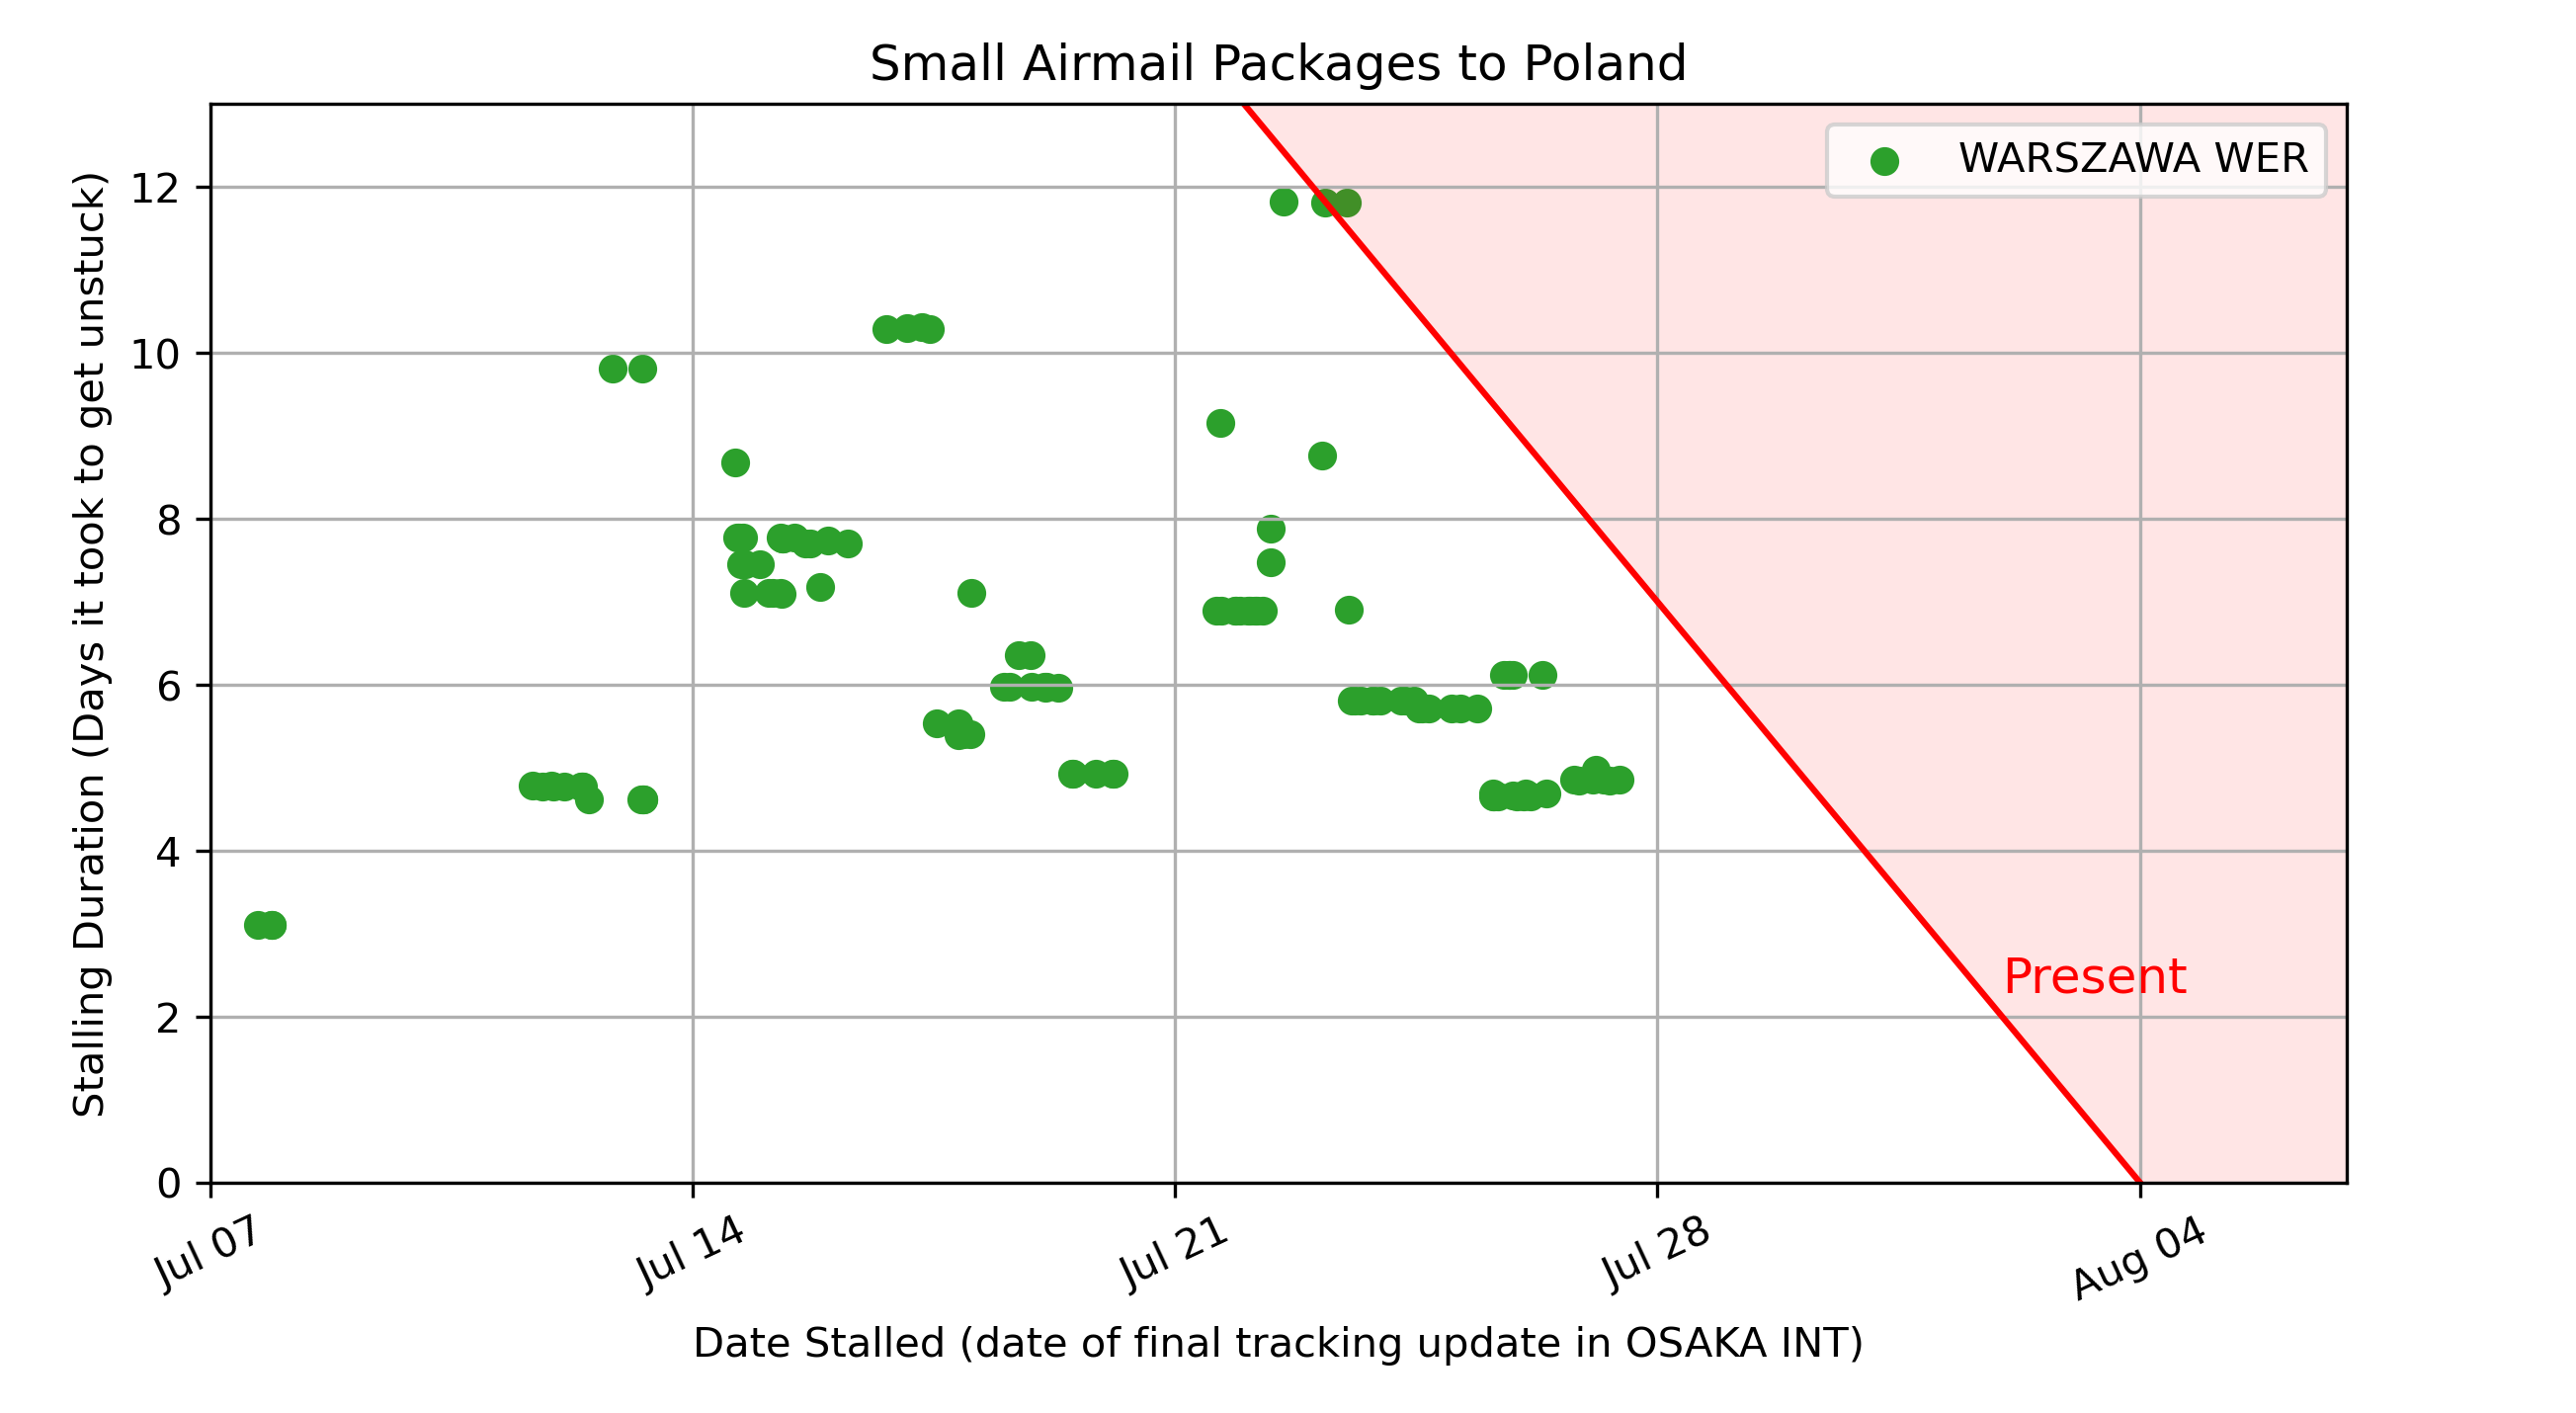 Small Airmail Packages to Poland
WARSZAWA WER
Stalling Duration (Days it took to get unstuck)
12
10
8
6
4
2
0
Present
Jul 07
Jul 14
Jul 21
Jul 28
Aug 04
Date Stalled (date of final tracking update in OSAKA INT)